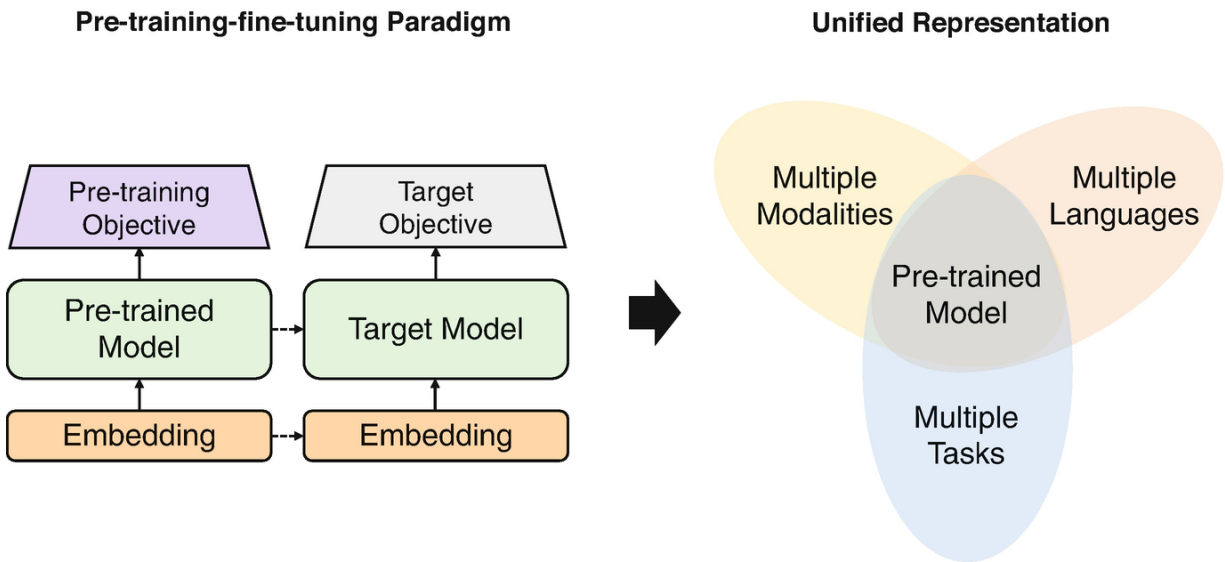 Pre-training-fine-tuning Paradigm
Pre-training
Objective
Target
Objective
Pre-trained
Model
Target Model
Embedding
Embedding
Unified Representation
Multiple
Modalities
Multiple
Languages
Pre-trained
Model
Multiple
Tasks